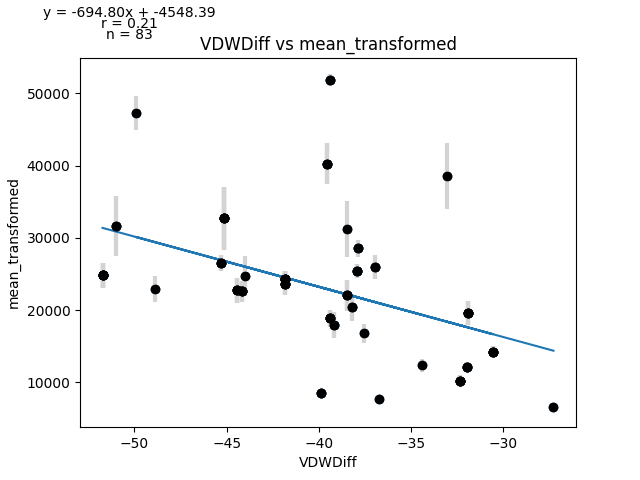 y = -694.80x + -4548.39
r = 0.21
n = 83
VDWDiff vs mean_transformed
50000
40000
30000
20000
10000
mean_transformed
−50
−45
−40
−35
−30
VDWDiff